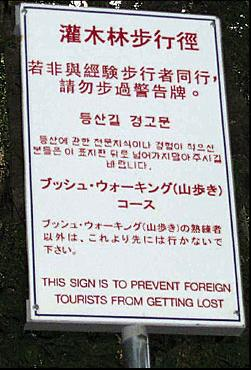 灌木林步行徑
若非與經驗步行者同行,
請勿步過警告牌。
등산길 경고문
등산에 관한 전문지식이나 경험이 적으신
분들은 이 표지판 뒤로 넘어가지말아주시길
바랍니다.
ブッシュ・ウォーキング(山歩き)
コース
ブッシュ・ウォーキング(山歩き)の熟練者
以外は、これより先には行かないで
下さい。
THIS SIGN IS TO PREVENT FOREIGN
TOURISTS FROM GETTING LOST